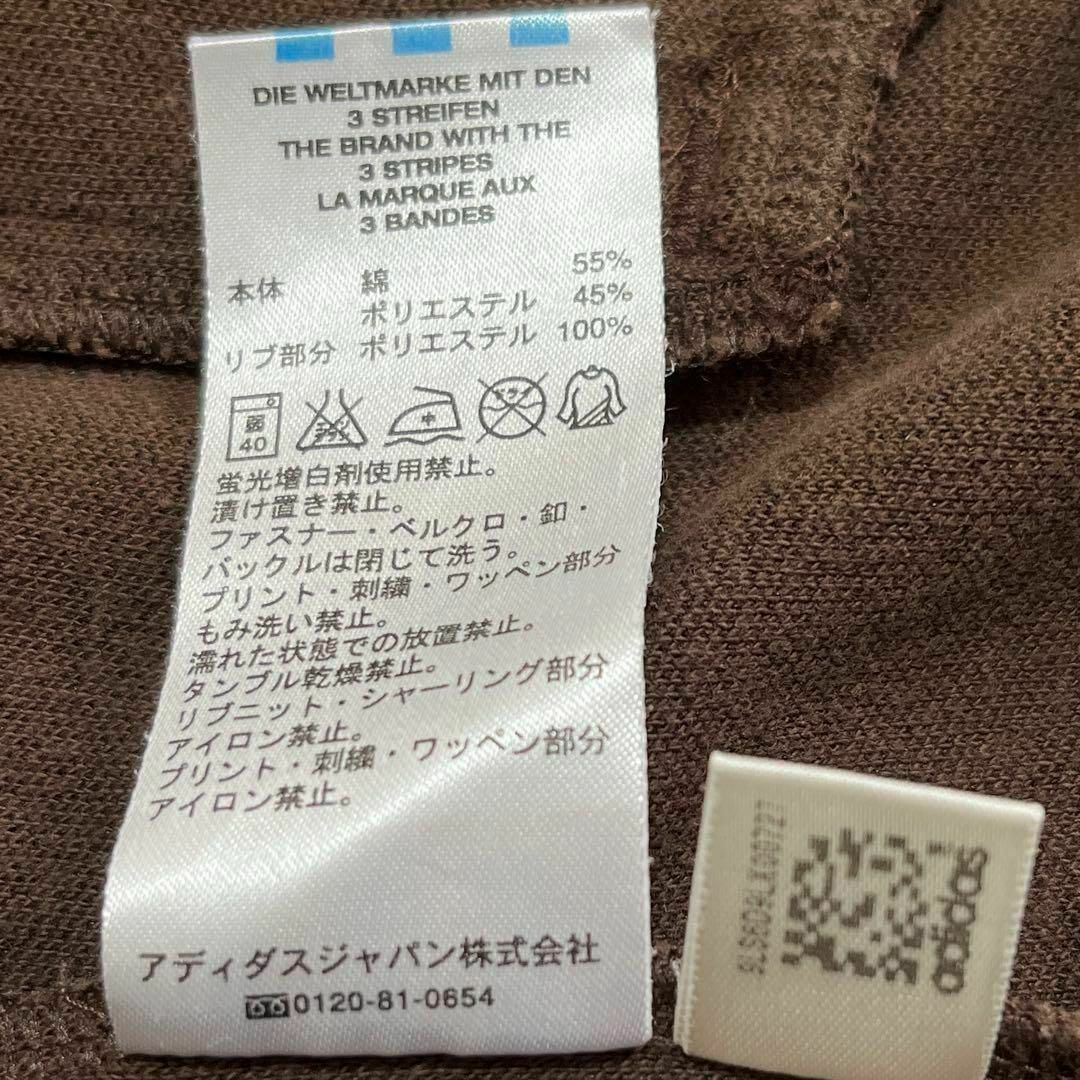 DIE WELTMARKE MIT DEN
3 STREIFEN
THE BRAND WITH THE
3 STRIPES
LA MARQUE AUX
3 BANDES
本体 綿 55%
ポリエステル 45%
リブ部分 ポリエステル 100%
弱
40
中
蛍光増白剤使用禁止。
漬け置き禁止。
ファスナー・ベルクロ・釦・
バックルは閉じて洗う。
プリント・刺繍・ワッペン部分
もみ洗い禁止。
濡れた状態での放置禁止。
タンブル乾燥禁止。
リブニット・シャーリング部分
アイロン禁止。
プリント・刺繍・ワッペン部分
アイロン禁止。
アディダスジャパン株式会社
0120-81-0654
adidas